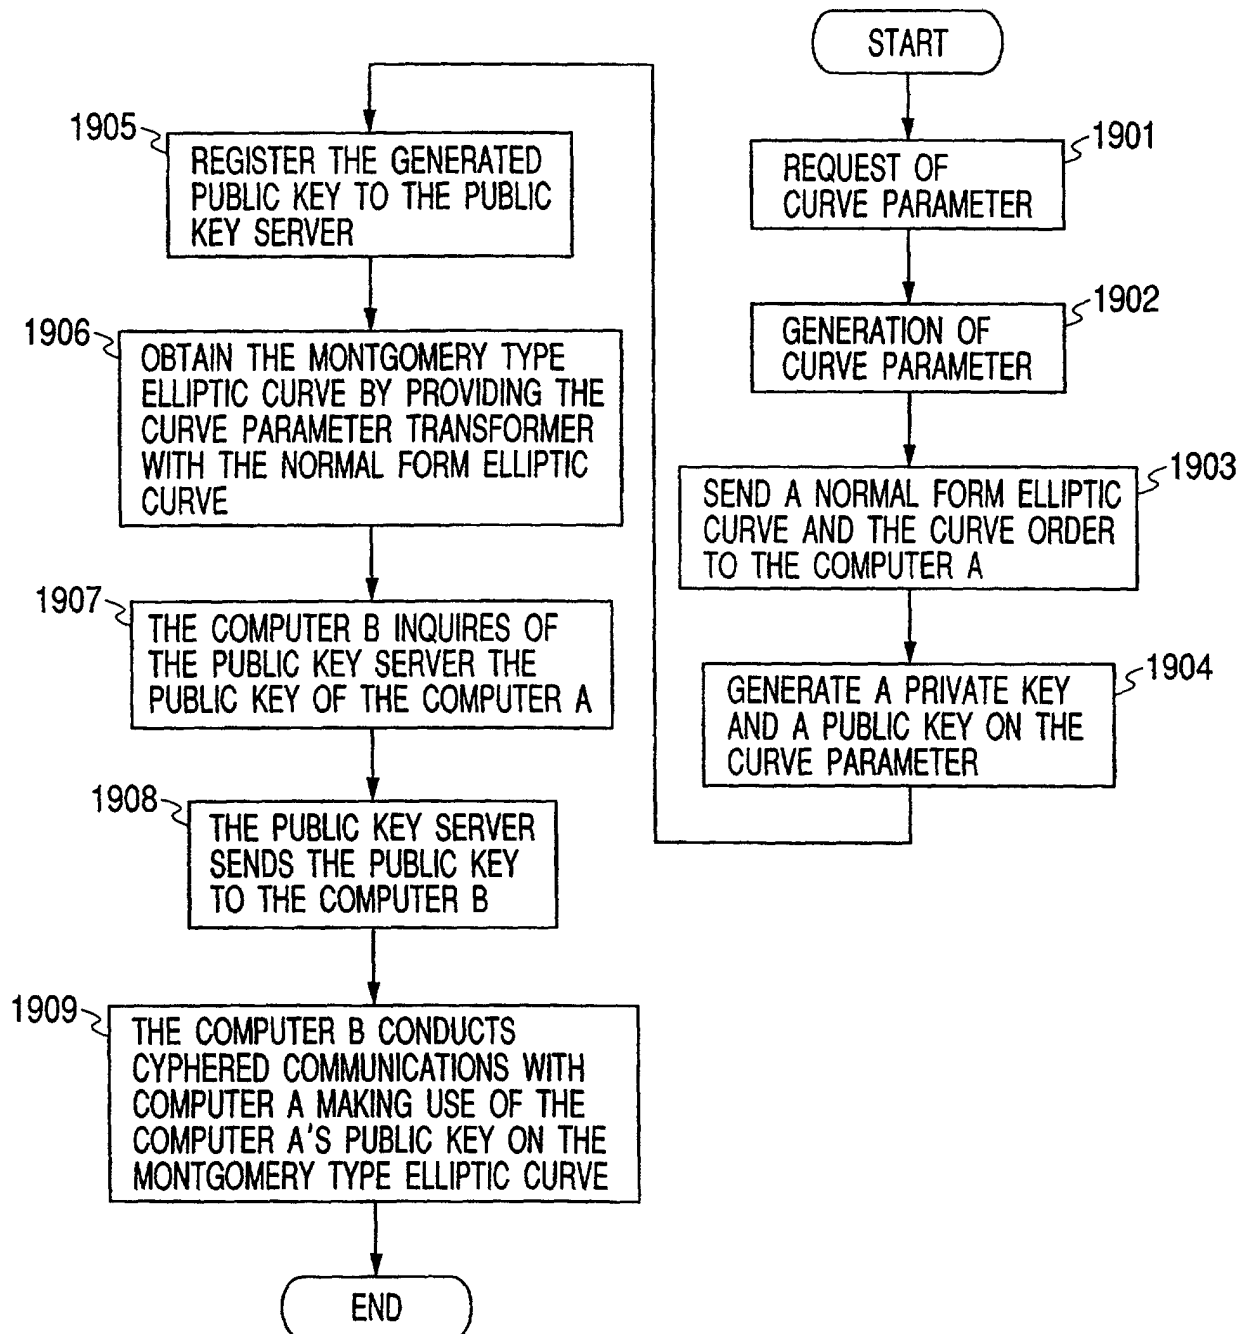 START
1901
REQUEST OF
CURVE PARAMETER
1902
GENERATION OF
CURVE PARAMETER
1903
SEND A NORMAL FORM ELLIPTIC
CURVE AND THE CURVE ORDER
TO THE COMPUTER A
1904
GENERATE A PRIVATE KEY
AND A PUBLIC KEY ON THE
CURVE PARAMETER
1905
REGISTER THE GENERATED
PUBLIC KEY TO THE PUBLIC
KEY SERVER
1906
OBTAIN THE MONTGOMERY TYPE
ELLIPTIC CURVE BY PROVIDING THE
CURVE PARAMETER TRANSFORMER
WITH THE NORMAL FORM ELLIPTIC
CURVE
1907
THE COMPUTER B INQUIRES OF
THE PUBLIC KEY SERVER THE
PUBLIC KEY OF THE COMPUTER A
1908
THE PUBLIC KEY SERVER
SENDS THE PUBLIC KEY
TO THE COMPUTER B
1909
THE COMPUTER B CONDUCTS
CYPHERED COMMUNICATIONS WITH
COMPUTER A MAKING USE OF THE
COMPUTER A'S PUBLIC KEY ON THE
MONTGOMERY TYPE ELLIPTIC CURVE
END